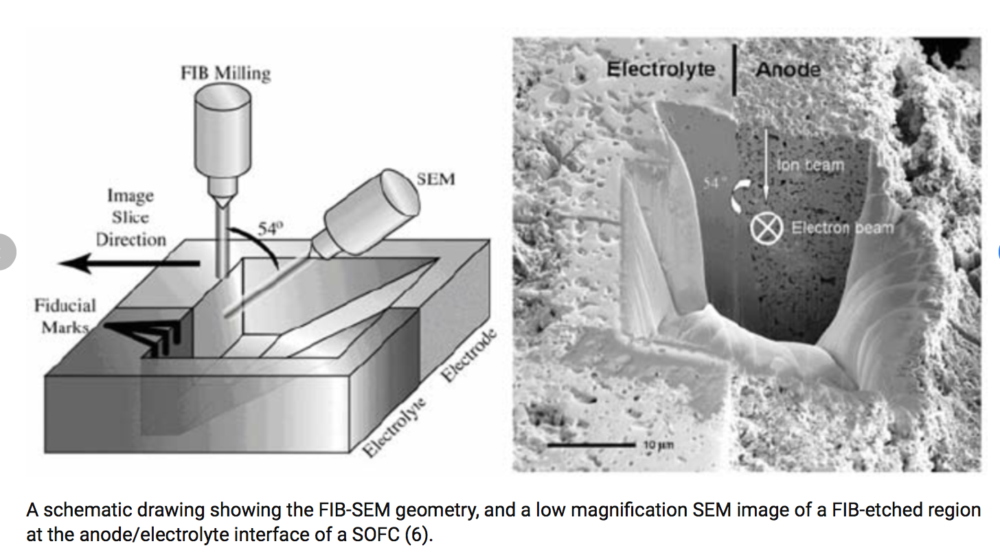 FIB Milling
SEM
Image
Slice
Direction
54º
Fiducial
Marks
Electrode
Electrolyte
Electrolyte
Anode
Ion beam
54°
Electron beam
10 µm
A schematic drawing showing the FIB-SEM geometry, and a low magnification SEM image of a FIB-etched region
at the anode/electrolyte interface of a SOFC (6).